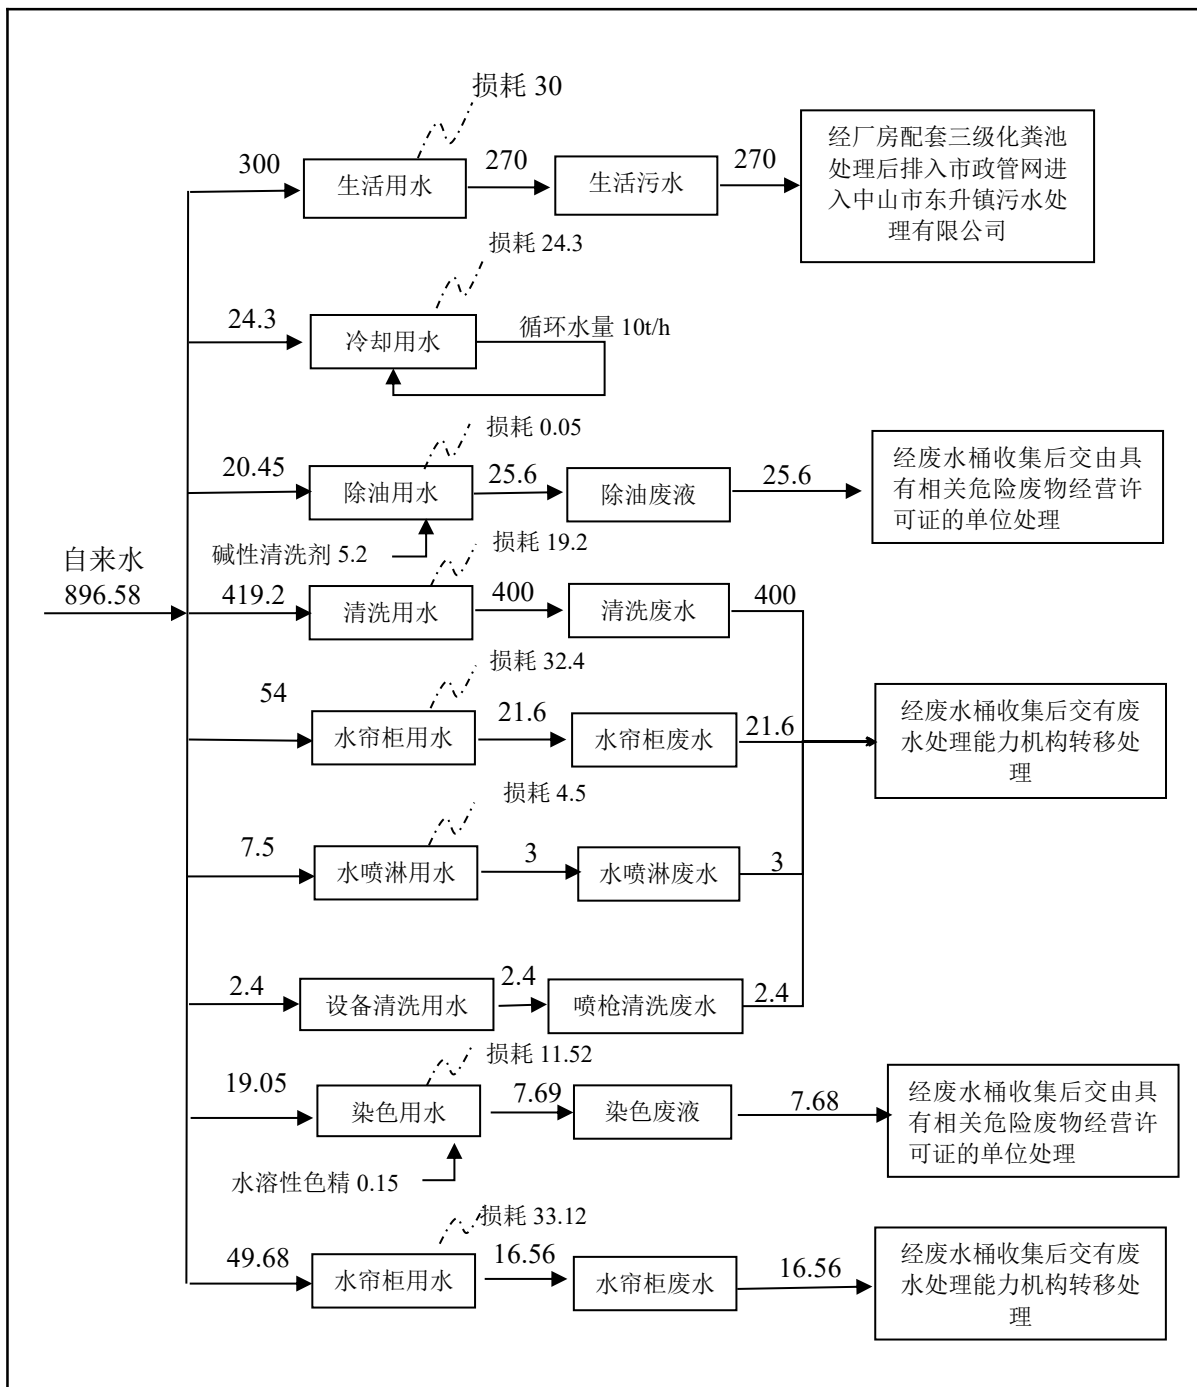 损耗 30
300
生活用水
270
生活污水
270
经厂房配套三级化粪池
处理后排入市政管网进
入中山市东升镇污水处
理有限公司
损耗 24.3
24.3
冷却用水
循环水量 10t/h
损耗 0.05
20.45
除油用水
25.6
除油废液
25.6
经废水桶收集后交由具
有相关危险废物经营许
可证的单位处理
碱性清洗剂 5.2
自来水
896.58
损耗 19.2
419.2
清洗用水
400
清洗废水
400
损耗 32.4
54
水帘柜用水
21.6
水帘柜废水
21.6
经废水桶收集后交有废
水处理能力机构转移处
理
损耗 4.5
7.5
水喷淋用水
3
水喷淋废水
3
2.4
设备清洗用水
2.4
喷枪清洗废水
2.4
损耗 11.52
19.05
染色用水
7.69
染色废液
7.68
经废水桶收集后交由具
有相关危险废物经营许
可证的单位处理
水溶性色精 0.15
损耗 33.12
49.68
水帘柜用水
16.56
水帘柜废水
16.56
经废水桶收集后交有废
水处理能力机构转移处
理